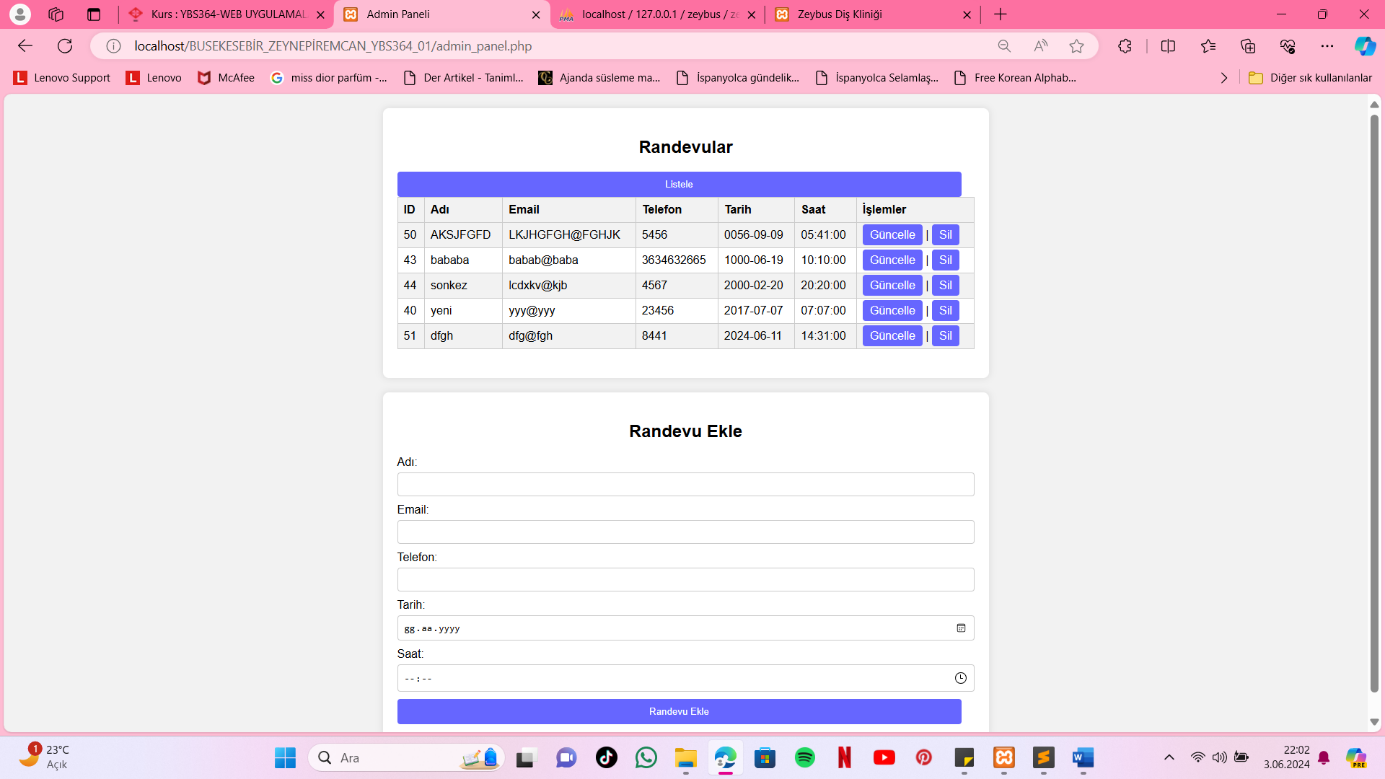 Kurs : YBS364-WEB UYGULAMAL
Admin Paneli
localhost / 127.0.0.1 / zeybus / ze
Zeybus Diş Kliniği
localhost/BUSEKESEBİR_ZEYNEPİREMCAN_YBS364_01/admin_panel.php
Lenovo Support
Lenovo
McAfee
miss dior parfüm -...
Der Artikel - Tanıml...
Ajanda süsleme ma...
İspanyolca gündelik...
İspanyolca Selamlaş...
Free Korean Alphab...
Diğer sık kullanılanlar
Randevular
Listele
ID Adı Email Telefon Tarih Saat İşlemler
50 AKSJFGFD LKJHGFGH@FGHJK 5456 0056-09-09 05:41:00 Güncelle | Sil
43 bababa babab@baba 3634632665 1000-06-19 10:10:00 Güncelle | Sil
44 sonkez lcdxkv@kjb 4567 2000-02-20 20:20:00 Güncelle | Sil
40 yeni yyy@yyy 23456 2017-07-07 07:07:00 Güncelle | Sil
51 dfgh dfg@fgh 8441 2024-06-11 14:31:00 Güncelle | Sil
Randevu Ekle
Adı:
Email:
Telefon:
Tarih:
gg.aa.yyyy
Saat:
--:--
Randevu Ekle
1
23°C
Açık
Ara
22:02
3.06.2024
PRE